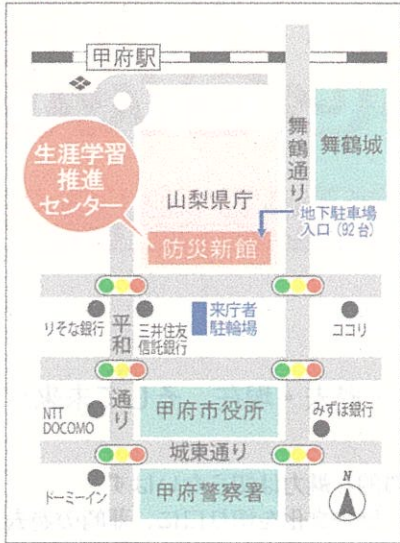 甲府駅
生涯学習
推進
センター
山梨県庁
防災新館
舞鶴通り
舞鶴城
地下駐車場
入口(92台)
りそな銀行
平和通り
三井住友
信託銀行
来庁者
駐輪場
ココリ
NTT
DOCOMO
甲府市役所
みずほ銀行
城東通り
ドーミーイン
甲府警察署
N